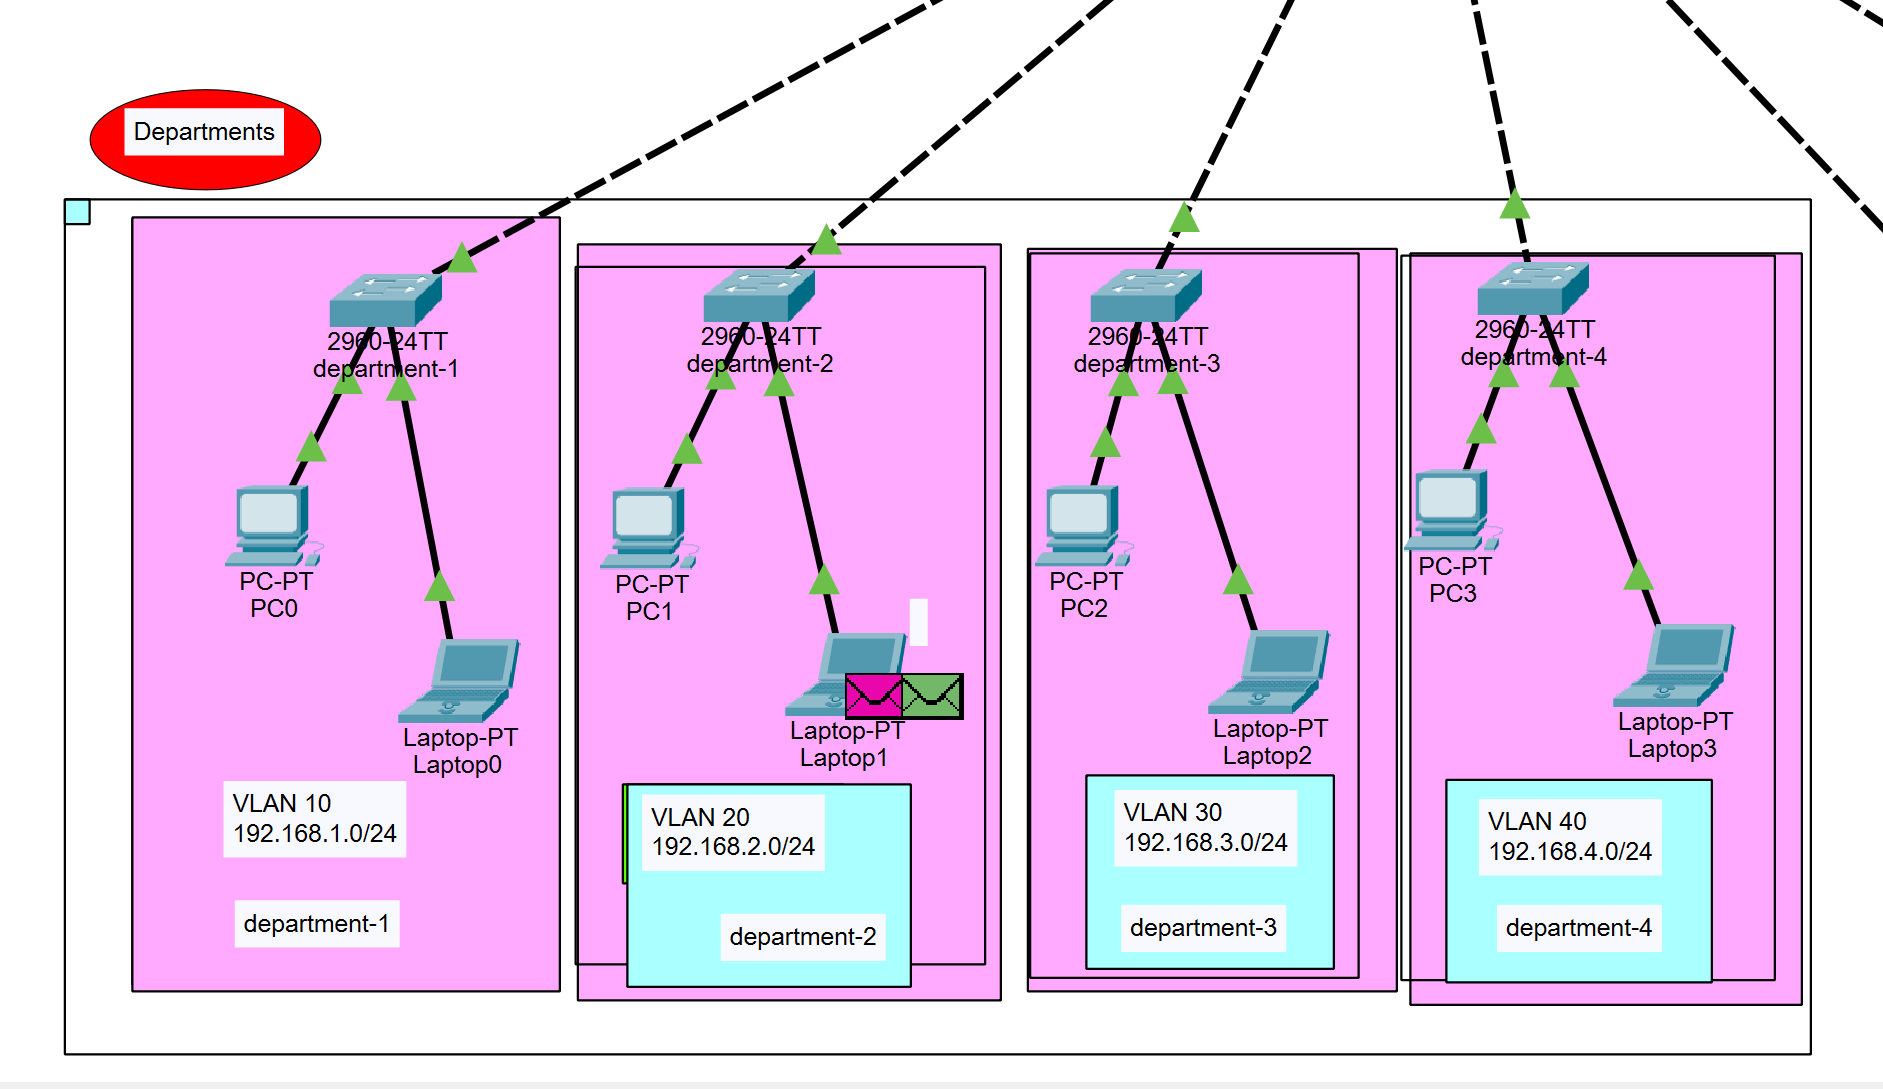 Departments
2960-24TT
department-1
PC-PT
PC0
Laptop-PT
Laptop0
VLAN 10
192.168.1.0/24
department-1
2960-24TT
department-2
PC-PT
PC1
Laptop-PT
Laptop1
VLAN 20
192.168.2.0/24
department-2
2960-24TT
department-3
PC-PT
PC2
Laptop-PT
Laptop2
VLAN 30
192.168.3.0/24
department-3
2960-24TT
department-4
PC-PT
PC3
Laptop-PT
Laptop3
VLAN 40
192.168.4.0/24
department-4